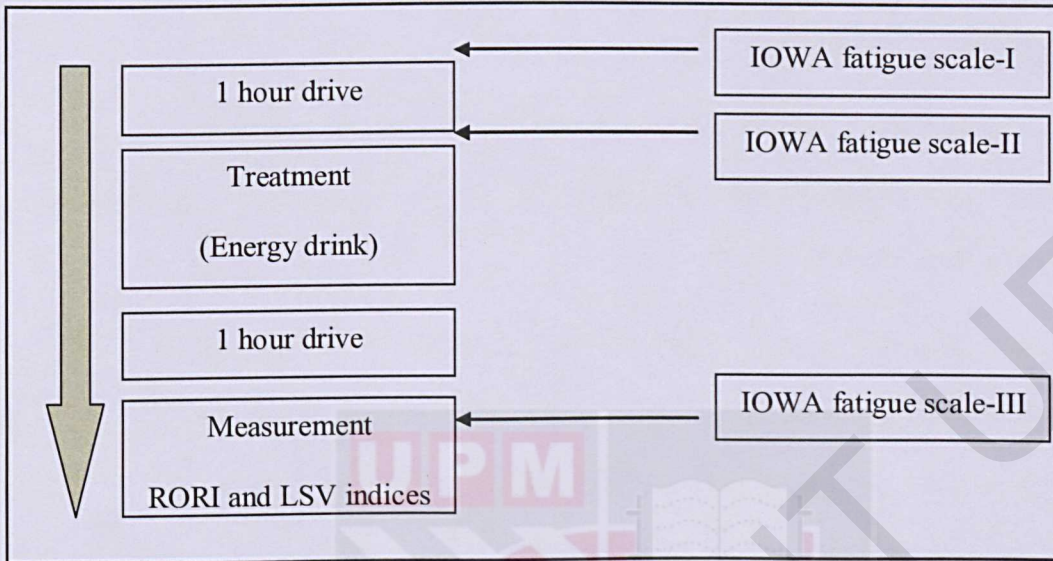 IOWA fatigue scale-I
1 hour drive
IOWA fatigue scale-II
Treatment
(Energy drink)
1 hour drive
IOWA fatigue scale-III
Measurement
RORI and LSV indices
UPM